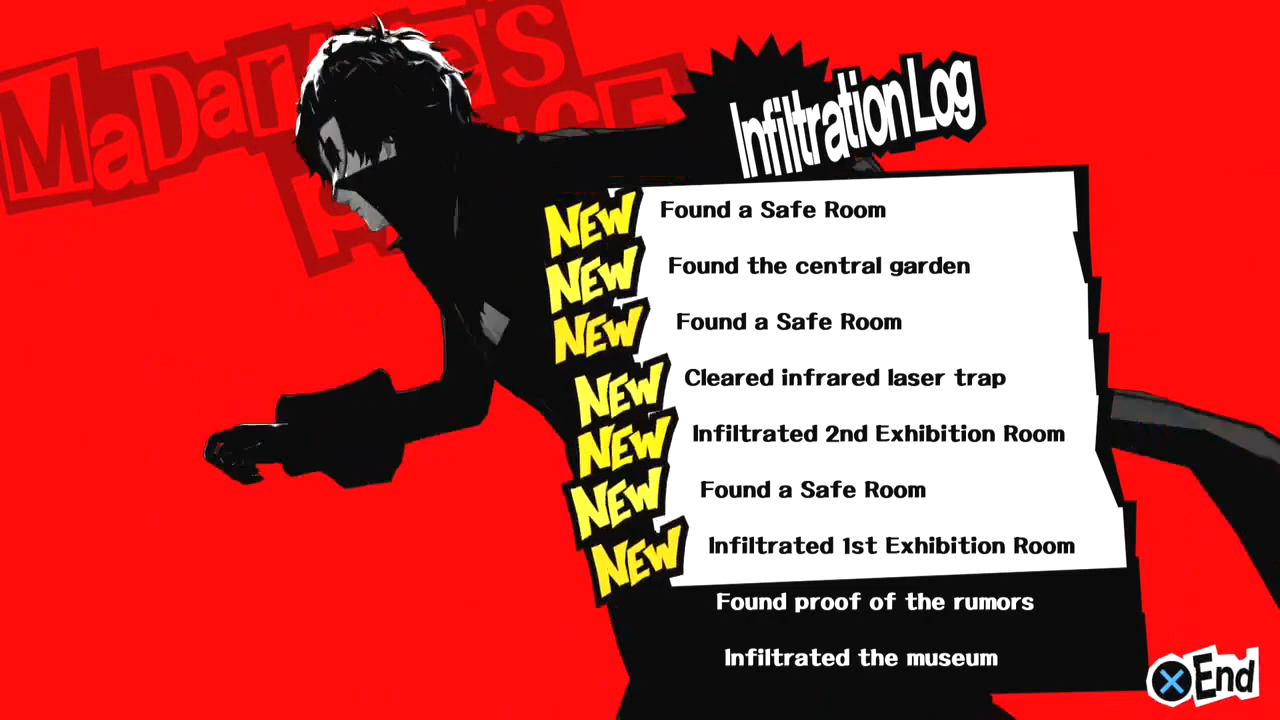 MaDarame's
PALACE
Infiltration Log
NEW Found a Safe Room
NEW Found the central garden
NEW Found a Safe Room
NEW Cleared infrared laser trap
NEW Infiltrated 2nd Exhibition Room
NEW Found a Safe Room
NEW Infiltrated 1st Exhibition Room
Found proof of the rumors
Infiltrated the museum
End